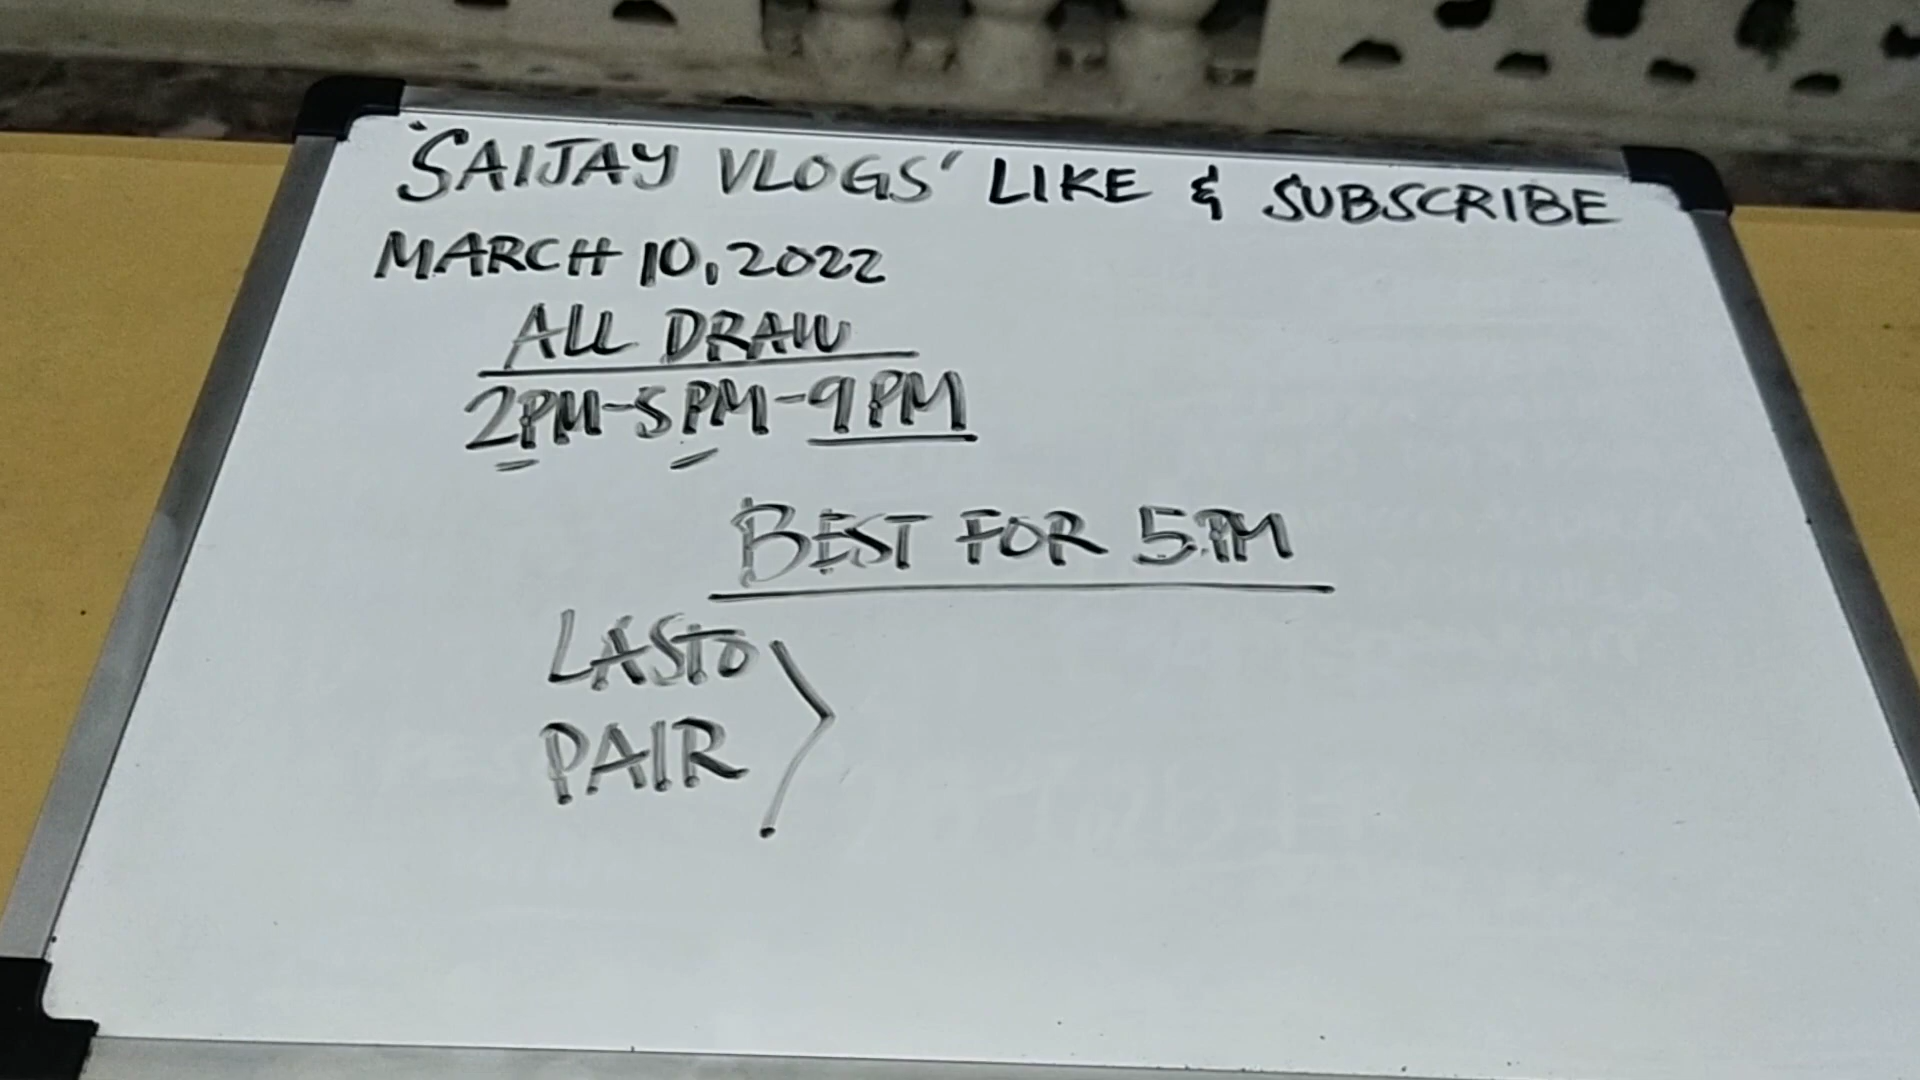 'SAIJAY VLOGS' LIKE & SUBSCRIBE
MARCH 10, 2022
ALL DRAW
2PM-5PM-9PM
BEST FOR 5PM
LASTO
PAIR